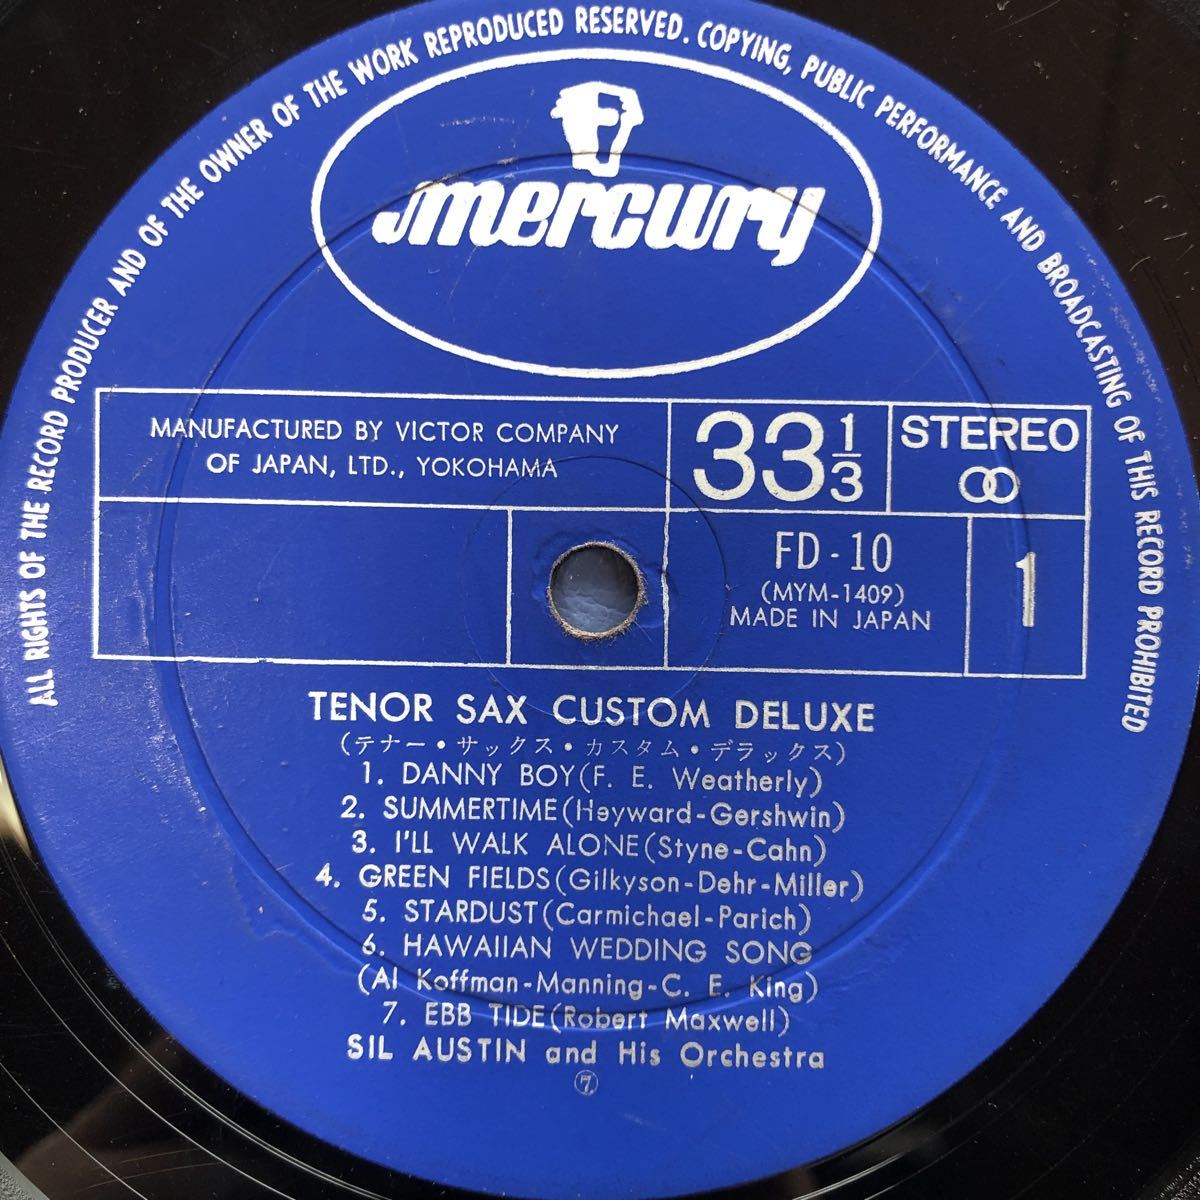 ALL RIGHTS OF THE RECORD PRODUCER AND OF THE OWNER OF THE WORK REPRODUCED RESERVED. COPYING, PUBLIC PERFORMANCE AND BROADCASTING OF THIS RECORD PROHIBITED
mercury
MANUFACTURED BY VICTOR COMPANY
OF JAPAN, LTD., YOKOHAMA
33 1/3
STEREO
FD-10
(MYM-1409)
MADE IN JAPAN
1
TENOR SAX CUSTOM DELUXE
(テナー・サックス・カスタム・デラックス)
1. DANNY BOY(F. E. Weatherly)
2. SUMMERTIME(Heyward-Gershwin)
3. I'LL WALK ALONE(Styne-Cahn)
4. GREEN FIELDS(Gilkyson-Dehr-Miller)
5. STARDUST(Carmichael-Parich)
6. HAWAIIAN WEDDING SONG
(Al Koffman-Manning-C. E. King)
7. EBB TIDE(Robert Maxwell)
SIL AUSTIN and His Orchestra
⑦